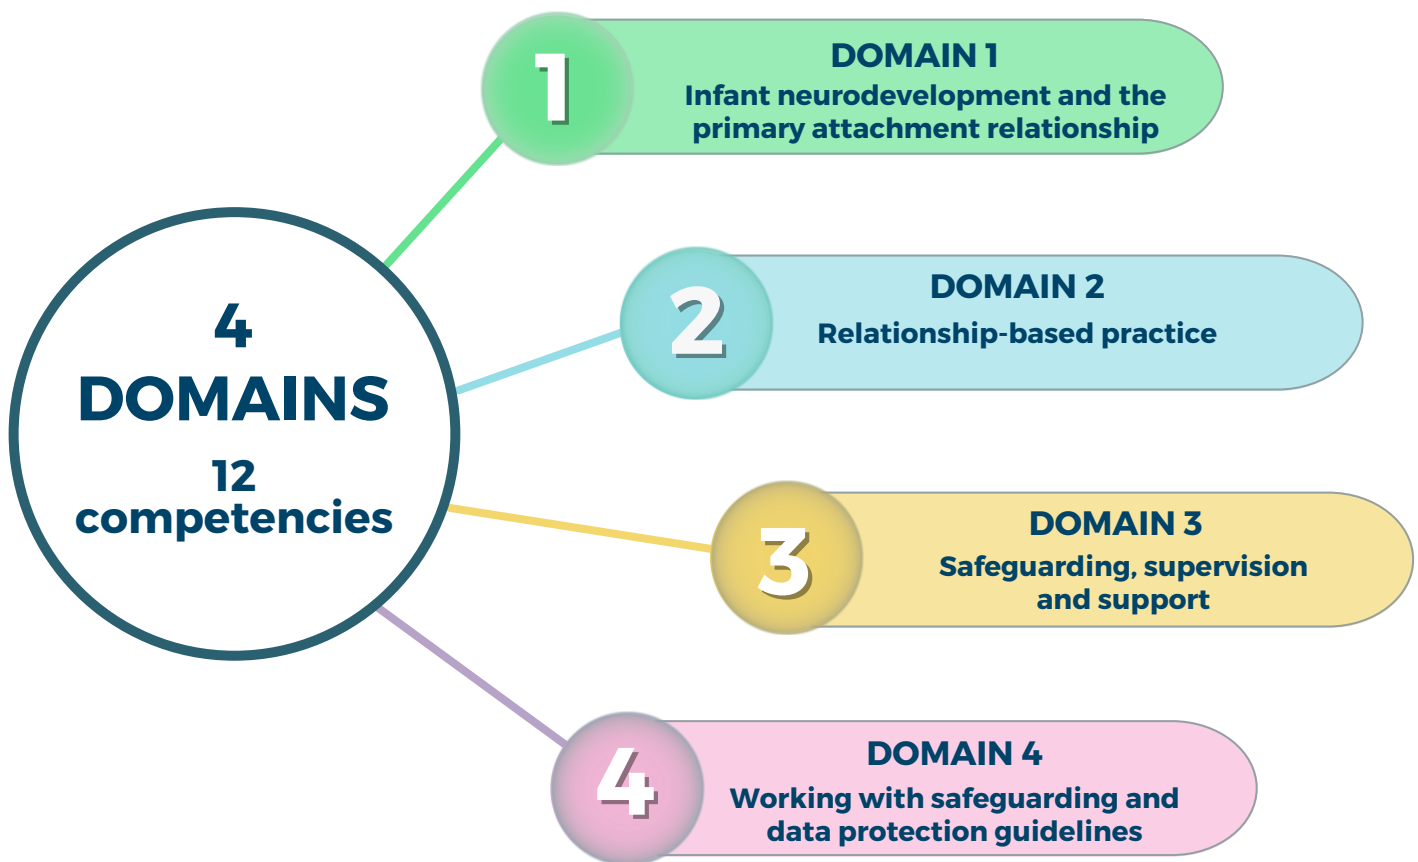 4
DOMAINS
12
competencies
1
DOMAIN 1
Infant neurodevelopment and the
primary attachment relationship
2
DOMAIN 2
Relationship-based practice
3
DOMAIN 3
Safeguarding, supervision
and support
4
DOMAIN 4
Working with safeguarding and
data protection guidelines